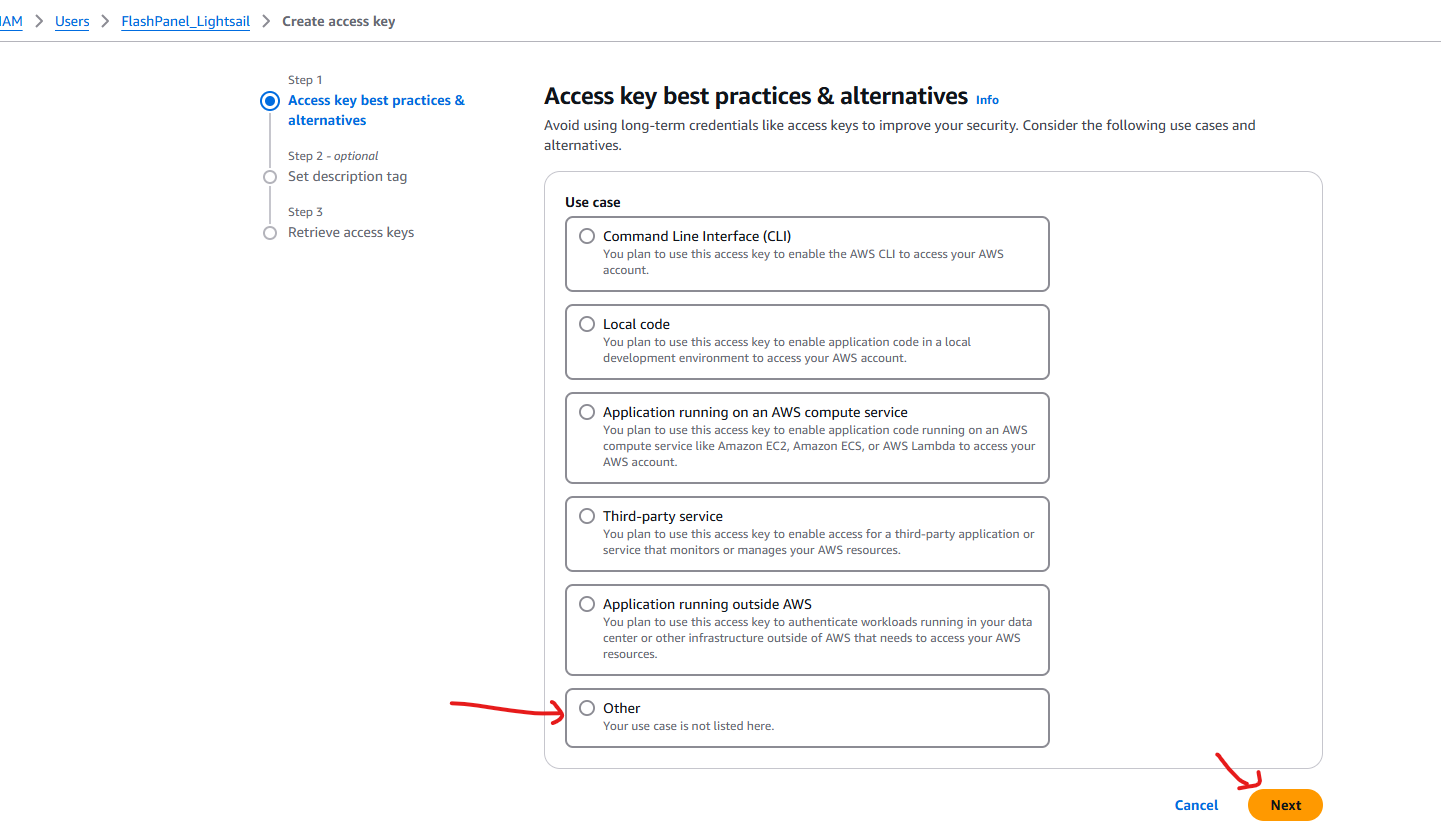 IAM > Users > FlashPanel_Lightsail > Create access key
Step 1
Access key best practices &
alternatives
Step 2 - optional
Set description tag
Step 3
Retrieve access keys
Access key best practices & alternatives Info
Avoid using long-term credentials like access keys to improve your security. Consider the following use cases and
alternatives.
Use case
Command Line Interface (CLI)
You plan to use this access key to enable the AWS CLI to access your AWS
account.
Local code
You plan to use this access key to enable application code in a local
development environment to access your AWS account.
Application running on an AWS compute service
You plan to use this access key to enable application code running on an AWS
compute service like Amazon EC2, Amazon ECS, or AWS Lambda to access your
AWS account.
Third-party service
You plan to use this access key to enable access for a third-party application or
service that monitors or manages your AWS resources.
Application running outside AWS
You plan to use this access key to authenticate workloads running in your data
center or other infrastructure outside of AWS that needs to access your AWS
resources.
Other
Your use case is not listed here.
Cancel
Next